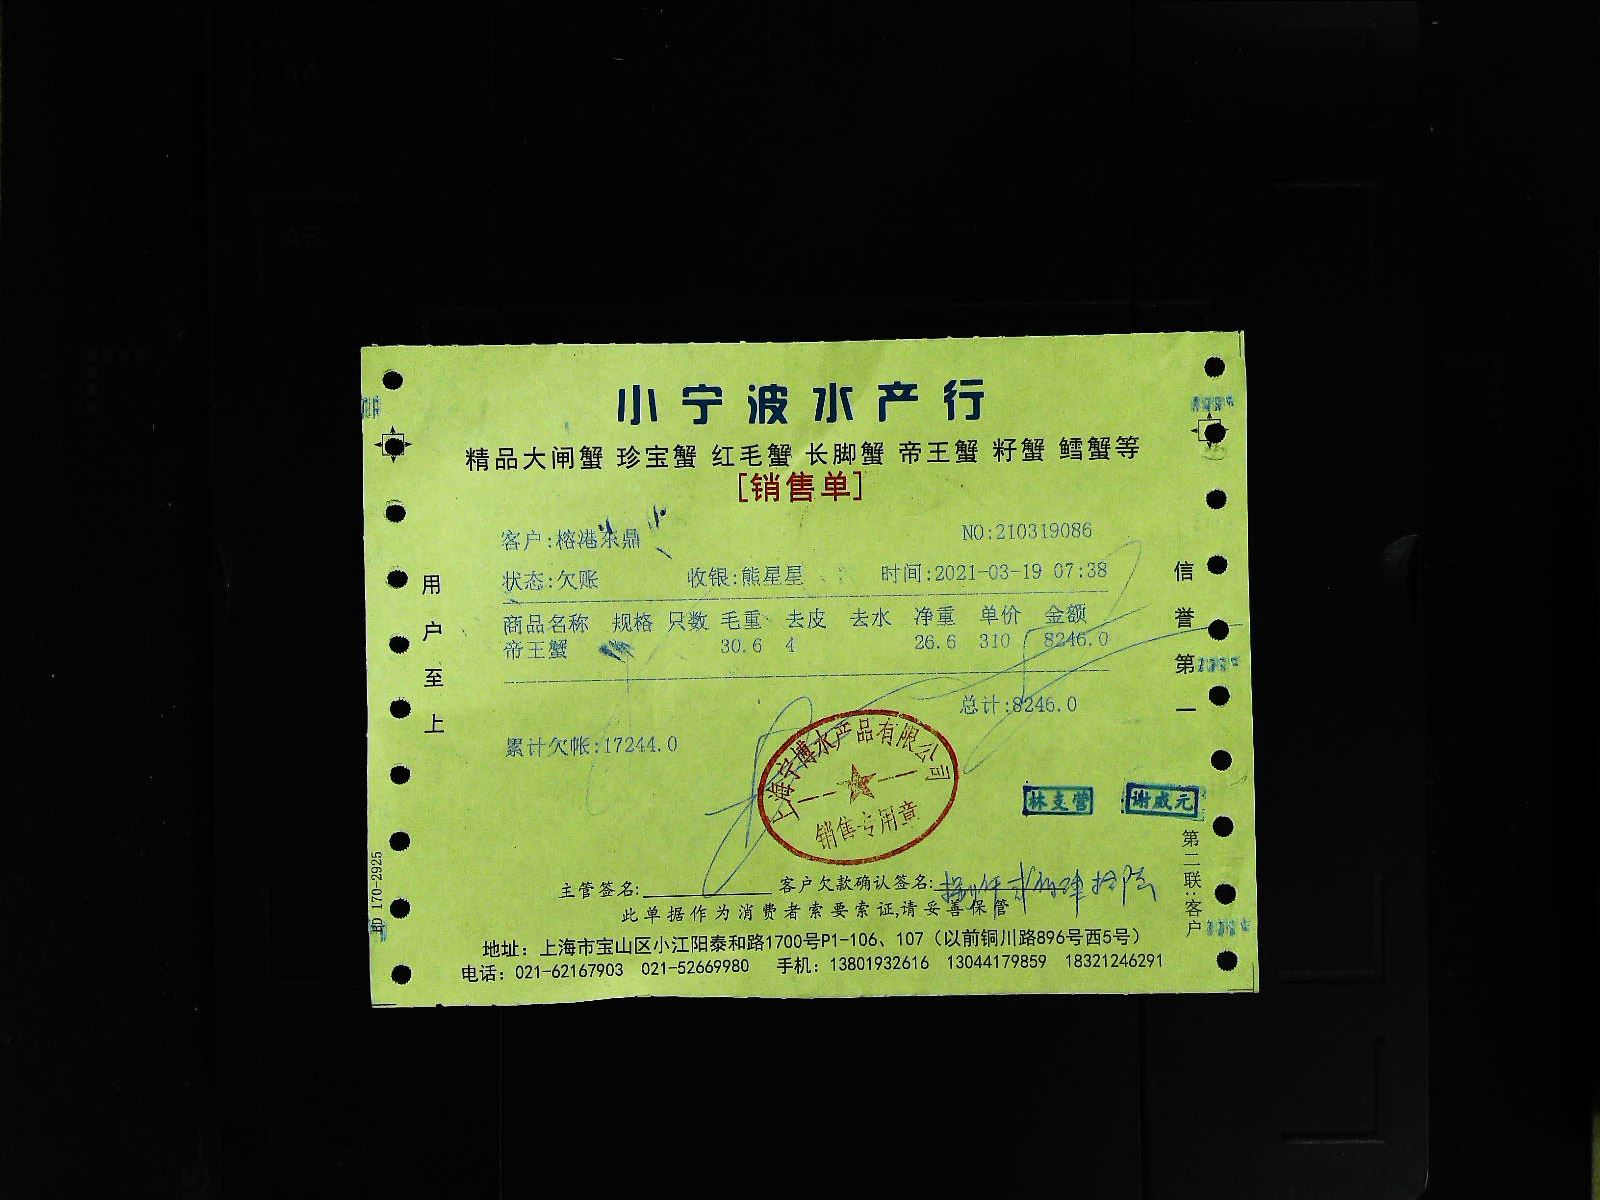 小宁波水产行
精品大闸蟹 珍宝蟹 红毛蟹 长脚蟹 帝王蟹 籽蟹 鳕蟹等
[销售单]
客户:榕港东鼎 NO:210319086
状态:欠账 收银:熊星星 时间:2021-03-19 07:38
商品名称 规格 只数 毛重 去皮 去水 净重 单价 金额
帝王蟹 30.6 4 26.6 310 8246.0
总计:8246.0
累计欠帐:17244.0
上海宁博水产品有限公司
销售专用章
林支营 谢成元
主管签名: 客户欠款确认签名:
此单据作为消费者索要索证,请妥善保管
地址：上海市宝山区小江阳泰和路1700号P1-106、107（以前铜川路896号西5号）
电话：021-62167903 021-52669980 手机：13801932616 13044179859 18321246291
用户至上
信誉第一
第二联:客户
170-2925